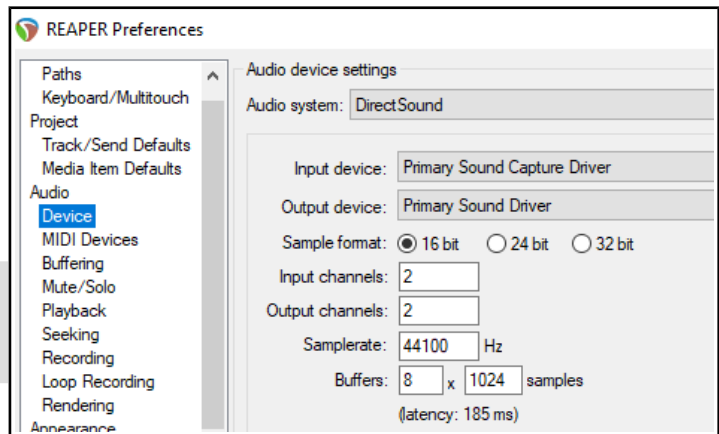 REAPER Preferences
Paths
Keyboard/Multitouch
Project
Track/Send Defaults
Media Item Defaults
Audio
Device
MIDI Devices
Buffering
Mute/Solo
Playback
Seeking
Recording
Loop Recording
Rendering
Appearance
Audio device settings
Audio system: DirectSound
Input device: Primary Sound Capture Driver
Output device: Primary Sound Driver
Sample format: 16 bit 24 bit 32 bit
Input channels: 2
Output channels: 2
Samplerate: 44100 Hz
Buffers: 8 x 1024 samples
(latency: 185 ms)